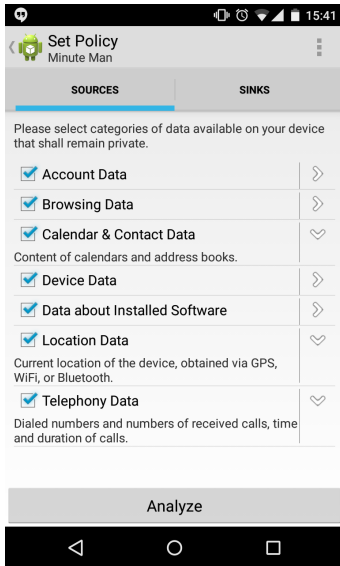 15:41
Set Policy
Minute Man
SOURCES SINKS
Please select categories of data available on your device
that shall remain private.
Account Data
Browsing Data
Calendar & Contact Data
Content of calendars and address books.
Device Data
Data about Installed Software
Location Data
Current location of the device, obtained via GPS,
WiFi, or Bluetooth.
Telephony Data
Dialed numbers and numbers of received calls, time
and duration of calls.
Analyze